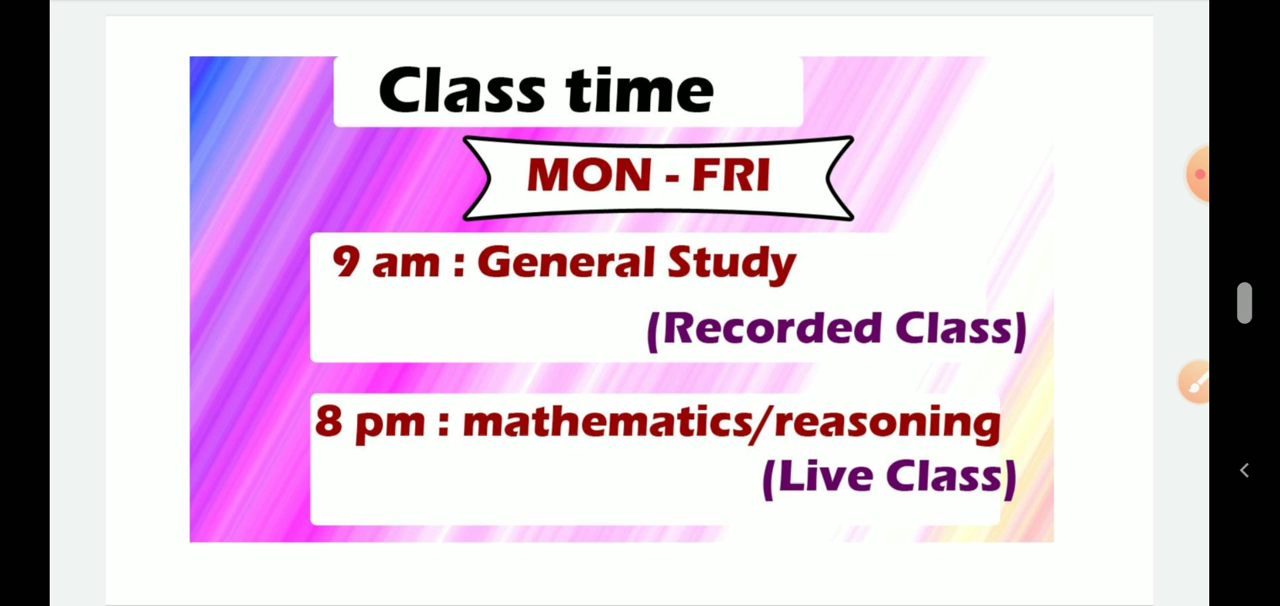 Class time
MON - FRI
9 am : General Study
(Recorded Class)
8 pm : mathematics/reasoning
(Live Class)